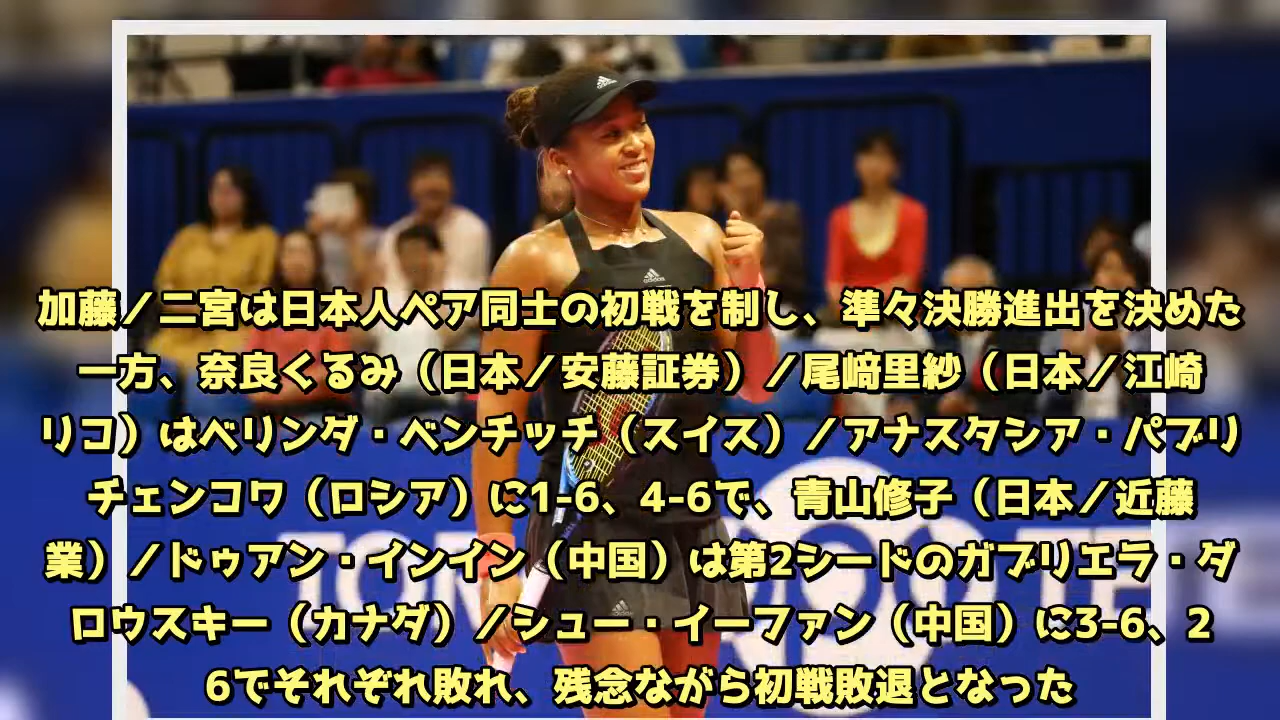 加藤／二宮は日本人ペア同士の初戦を制し、準々決勝進出を決めた
一方、奈良くるみ（日本／安藤証券）／尾﨑里紗（日本／江崎
リコ）はベリンダ・ベンチッチ（スイス）／アナスタシア・パブリ
チェンコワ（ロシア）に1-6、4-6で、青山修子（日本／近藤
業）／ドゥアン・インイン（中国）は第2シードのガブリエラ・ダ
ロウスキー（カナダ）／シュー・イーファン（中国）に3-6、2
6でそれぞれ敗れ、残念ながら初戦敗退となった
adidas